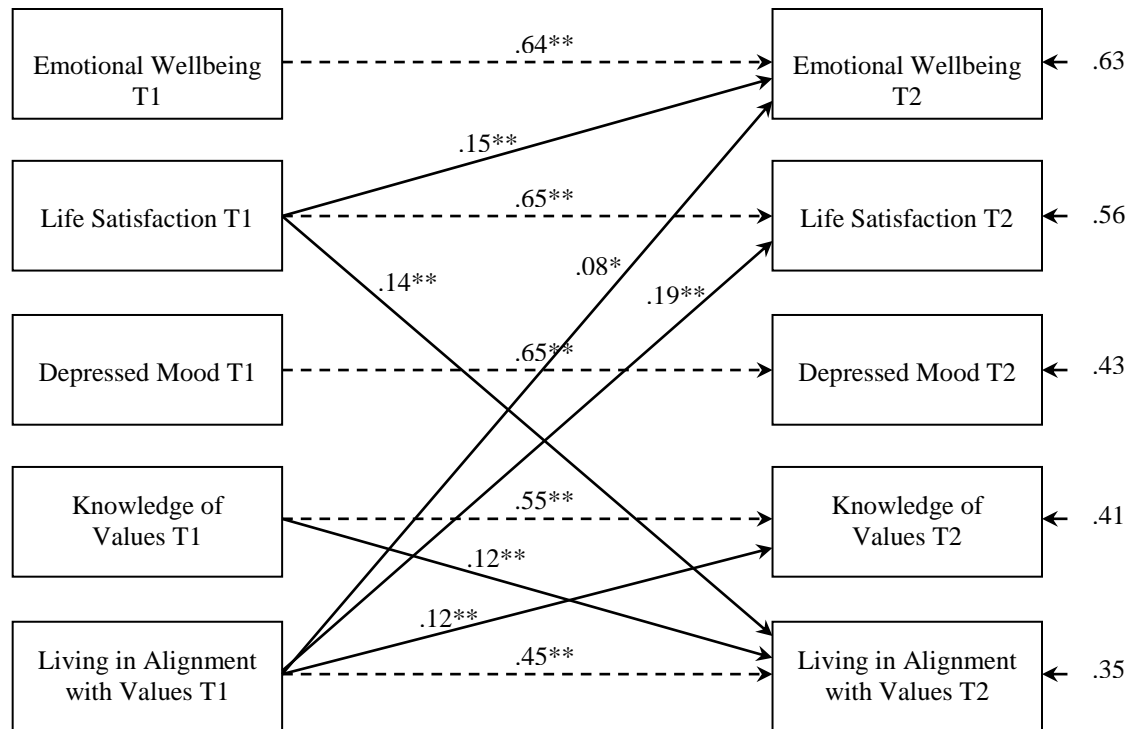 Emotional Wellbeing
T1
.64**
Emotional Wellbeing
T2
.63
.15**
Life Satisfaction T1
.65**
Life Satisfaction T2
.56
.14**
.08*
.19**
Depressed Mood T1
.65**
Depressed Mood T2
.43
Knowledge of
Values T1
.55**
Knowledge of
Values T2
.41
.12**
.12**
Living in Alignment
with Values T1
.45**
Living in Alignment
with Values T2
.35